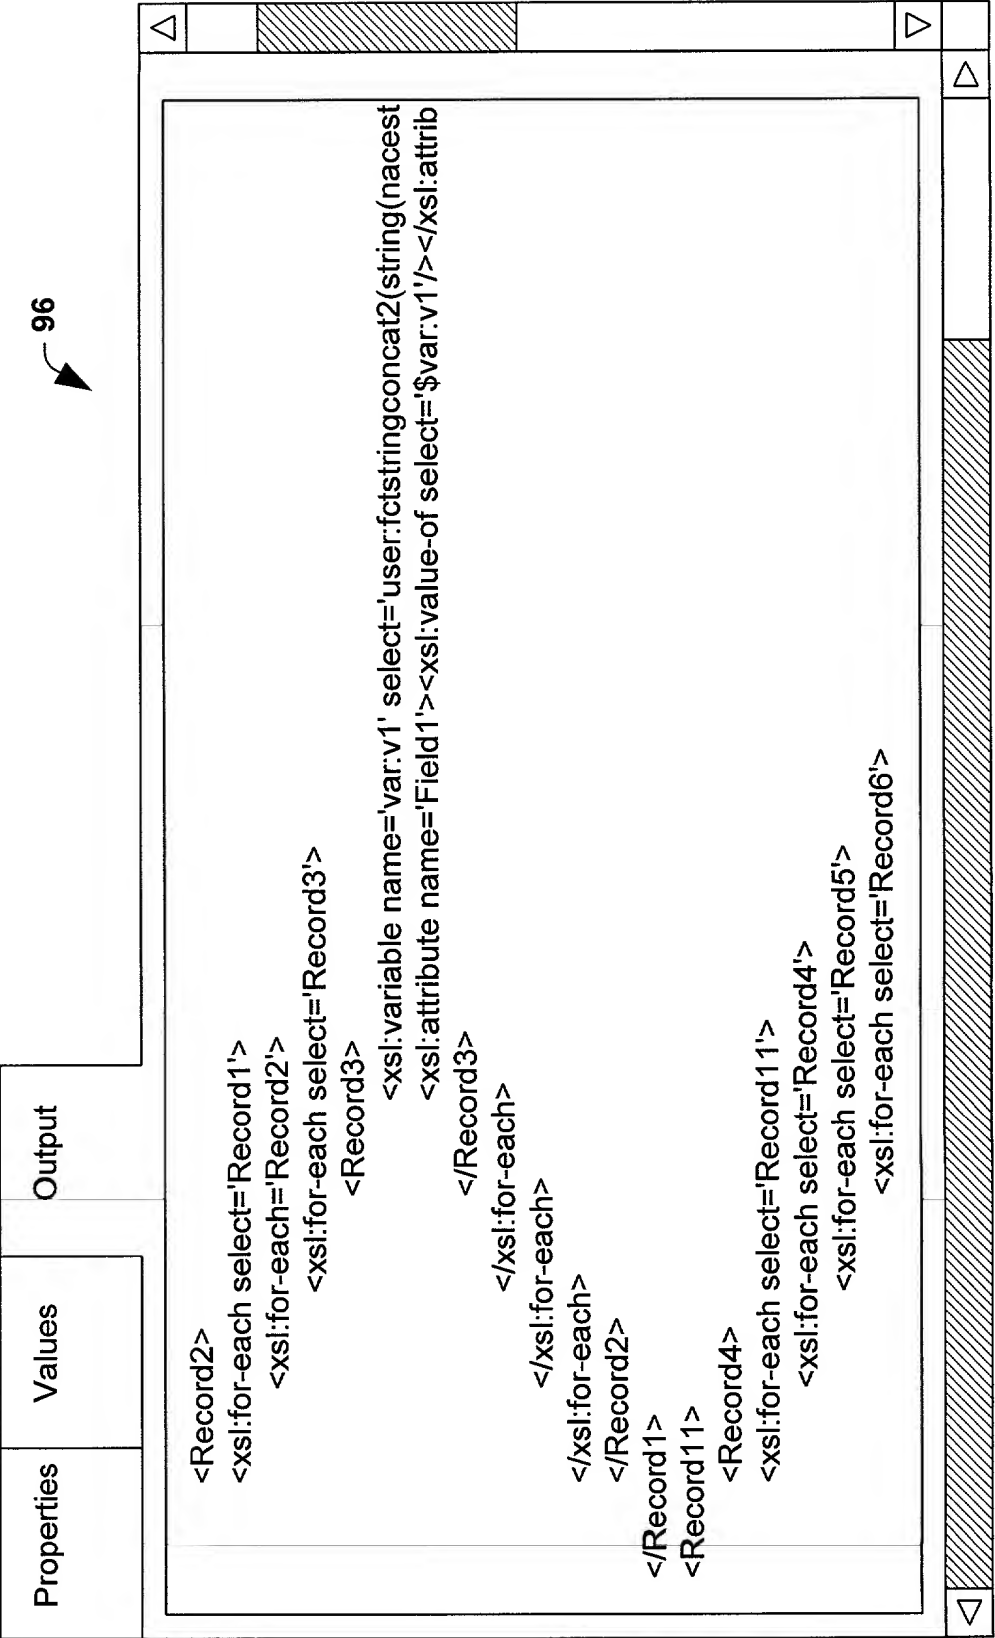 96
Properties Values Output
<Record2>
<xsl:for-each select='Record1'>
<xsl:for-each='Record2'>
<xsl:for-each select='Record3'>
<Record3>
<xsl:variable name='var:v1' select='user:fctstringconcat2(string(nacest
<xsl:attribute name='Field1'><xsl:value-of select='$var:v1'/></xsl:attrib
</Record3>
</xsl:for-each>
</xsl:for-each>
</xsl:for-each>
</Record2>
</Record1>
<Record11>
<Record4>
<xsl:for-each select='Record11'>
<xsl:for-each select='Record4'>
<xsl:for-each select='Record5'>
<xsl:for-each select='Record6'>